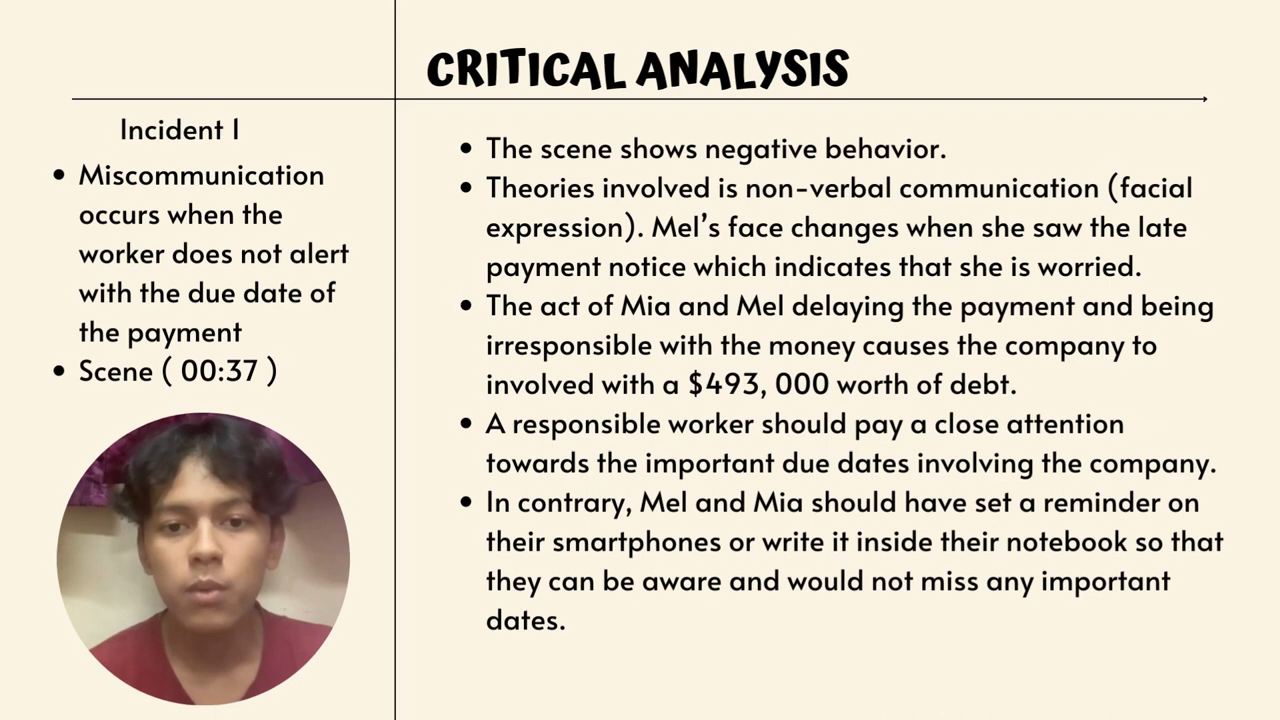 CRITICAL ANALYSIS
Incident 1
• Miscommunication
occurs when the
worker does not alert
with the due date of
the payment
• Scene ( 00:37 )
• The scene shows negative behavior.
• Theories involved is non-verbal communication (facial
expression). Mel's face changes when she saw the late
payment notice which indicates that she is worried.
• The act of Mia and Mel delaying the payment and being
irresponsible with the money causes the company to
involved with a $493, 000 worth of debt.
• A responsible worker should pay a close attention
towards the important due dates involving the company.
• In contrary, Mel and Mia should have set a reminder on
their smartphones or write it inside their notebook so that
they can be aware and would not miss any important
dates.